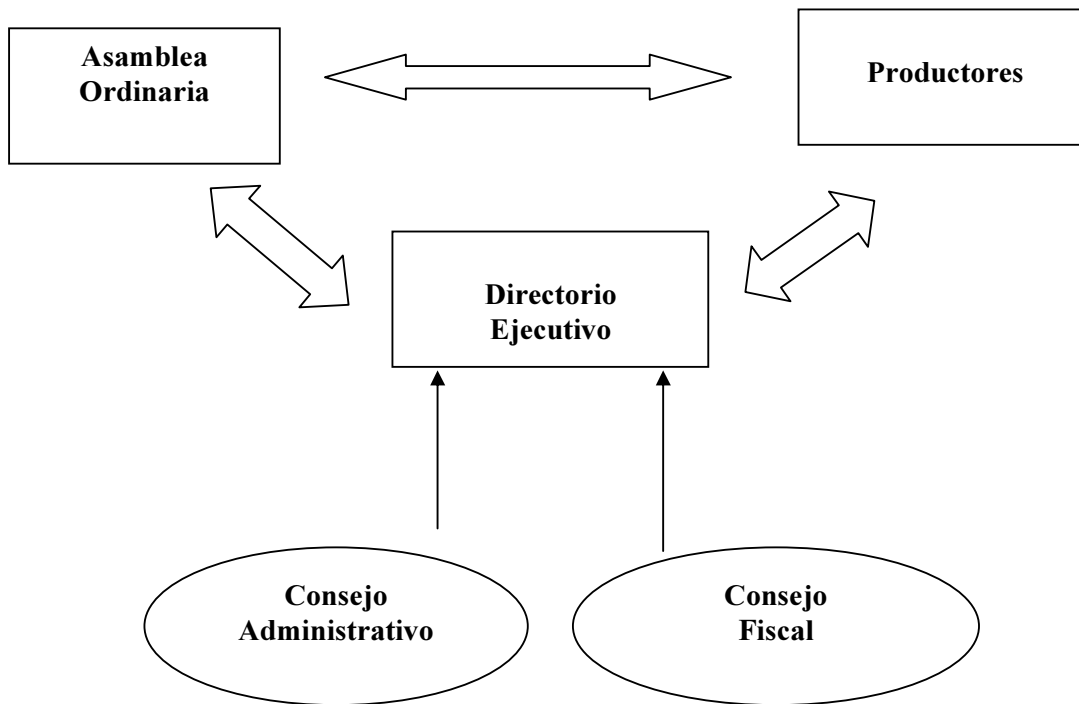 Asamblea
Ordinaria
Productores
Directorio
Ejecutivo
Consejo
Administrativo
Consejo
Fiscal